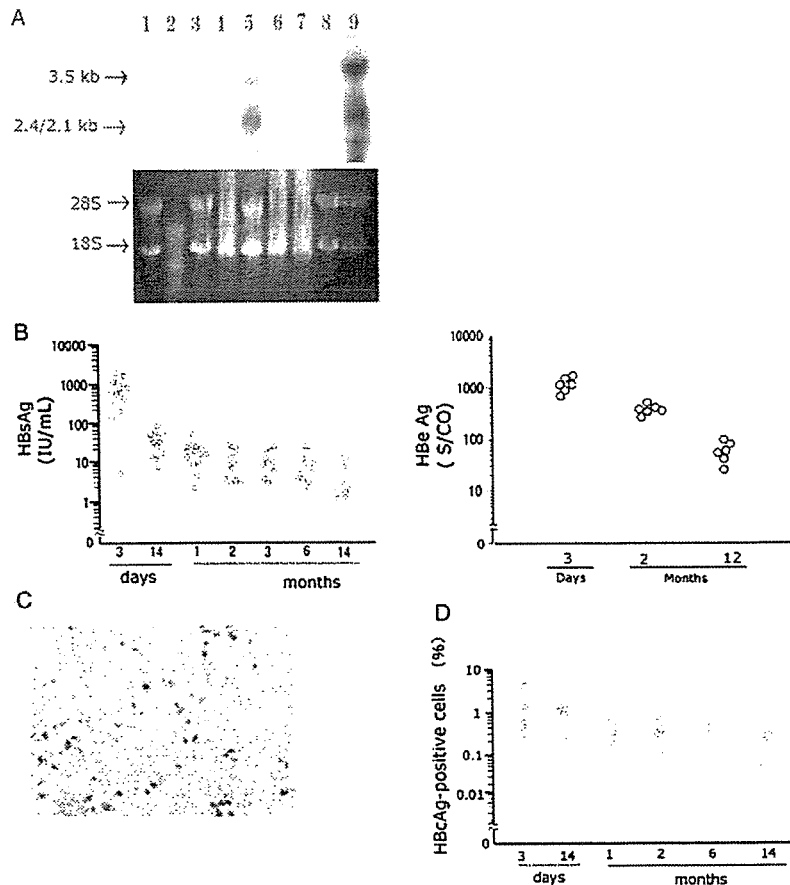 A
1 2 3 4 5 6 7 8 9
3.5 kb
2.4/2.1 kb
28S
18S
B
HBsAg
(IU/mL)
10000
1000
100
10
1
0
3 14 1 2 3 6 14
days months
HBe Ag
( S/CO)
10000
1000
100
10
0
3 2 12
Days Months
C
D
HBcAg-positive cells (%)
10
1
0.1
0.01
0
3 14 1 2 6 14
days months